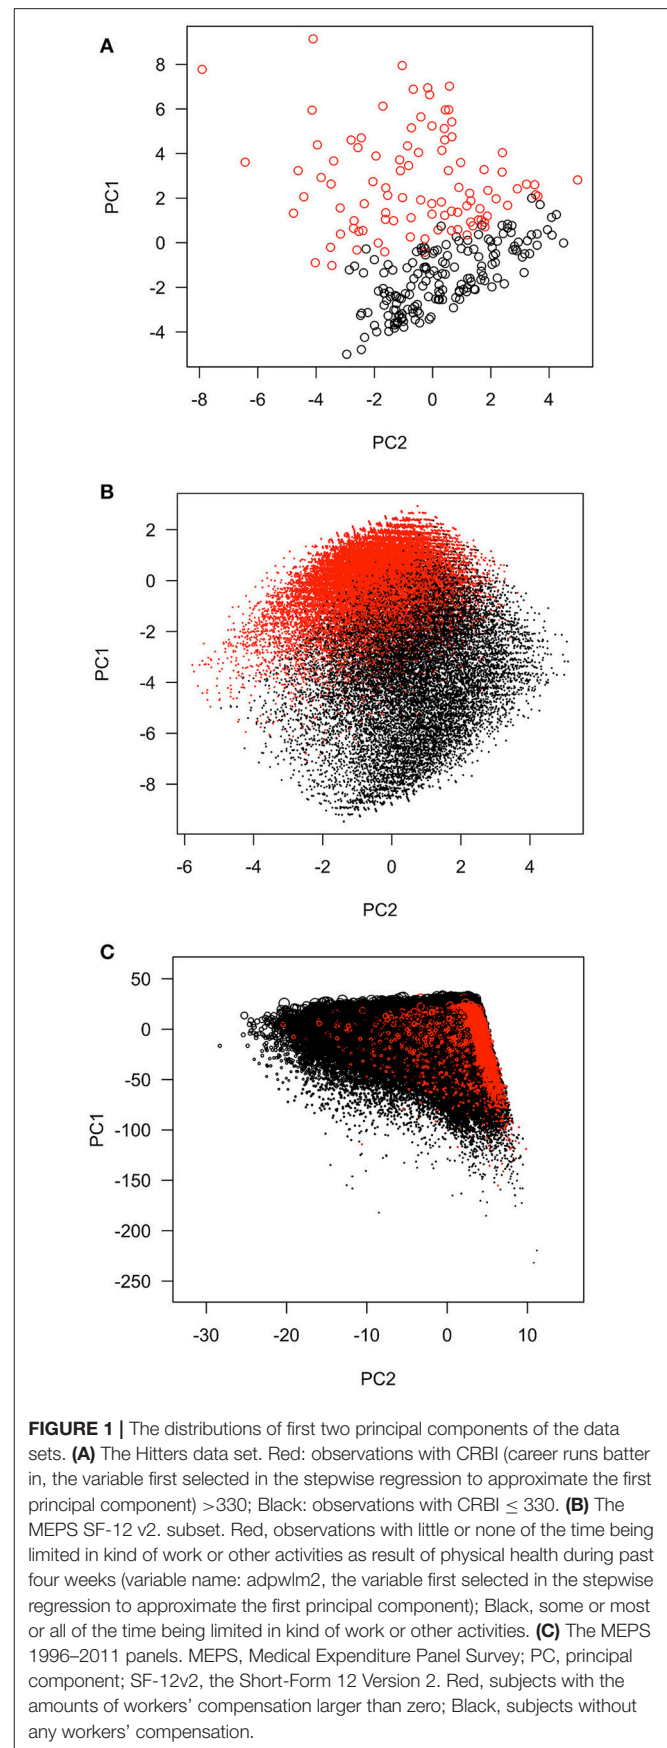 A
8
6
4
2
0
-2
-4
PC1
-8
-6
-4
-2
0
2
4
PC2
B
2
0
-2
-4
-6
-8
PC1
-6
-4
-2
0
2
4
PC2
C
50
0
-50
-100
-150
-200
-250
PC1
-30
-20
-10
0
10
PC2
FIGURE 1 | The distributions of first two principal components of the data
sets. (A) The Hitters data set. Red: observations with CRBI (career runs batter
in, the variable first selected in the stepwise regression to approximate the first
principal component) >330; Black: observations with CRBI ≤ 330. (B) The
MEPS SF-12 v2. subset. Red, observations with little or none of the time being
limited in kind of work or other activities as result of physical health during past
four weeks (variable name: adpwlm2, the variable first selected in the stepwise
regression to approximate the first principal component); Black, some or most
or all of the time being limited in kind of work or other activities. (C) The MEPS
1996–2011 panels. MEPS, Medical Expenditure Panel Survey; PC, principal
component; SF-12v2, the Short-Form 12 Version 2. Red, subjects with the
amounts of workers' compensation larger than zero; Black, subjects without
any workers' compensation.